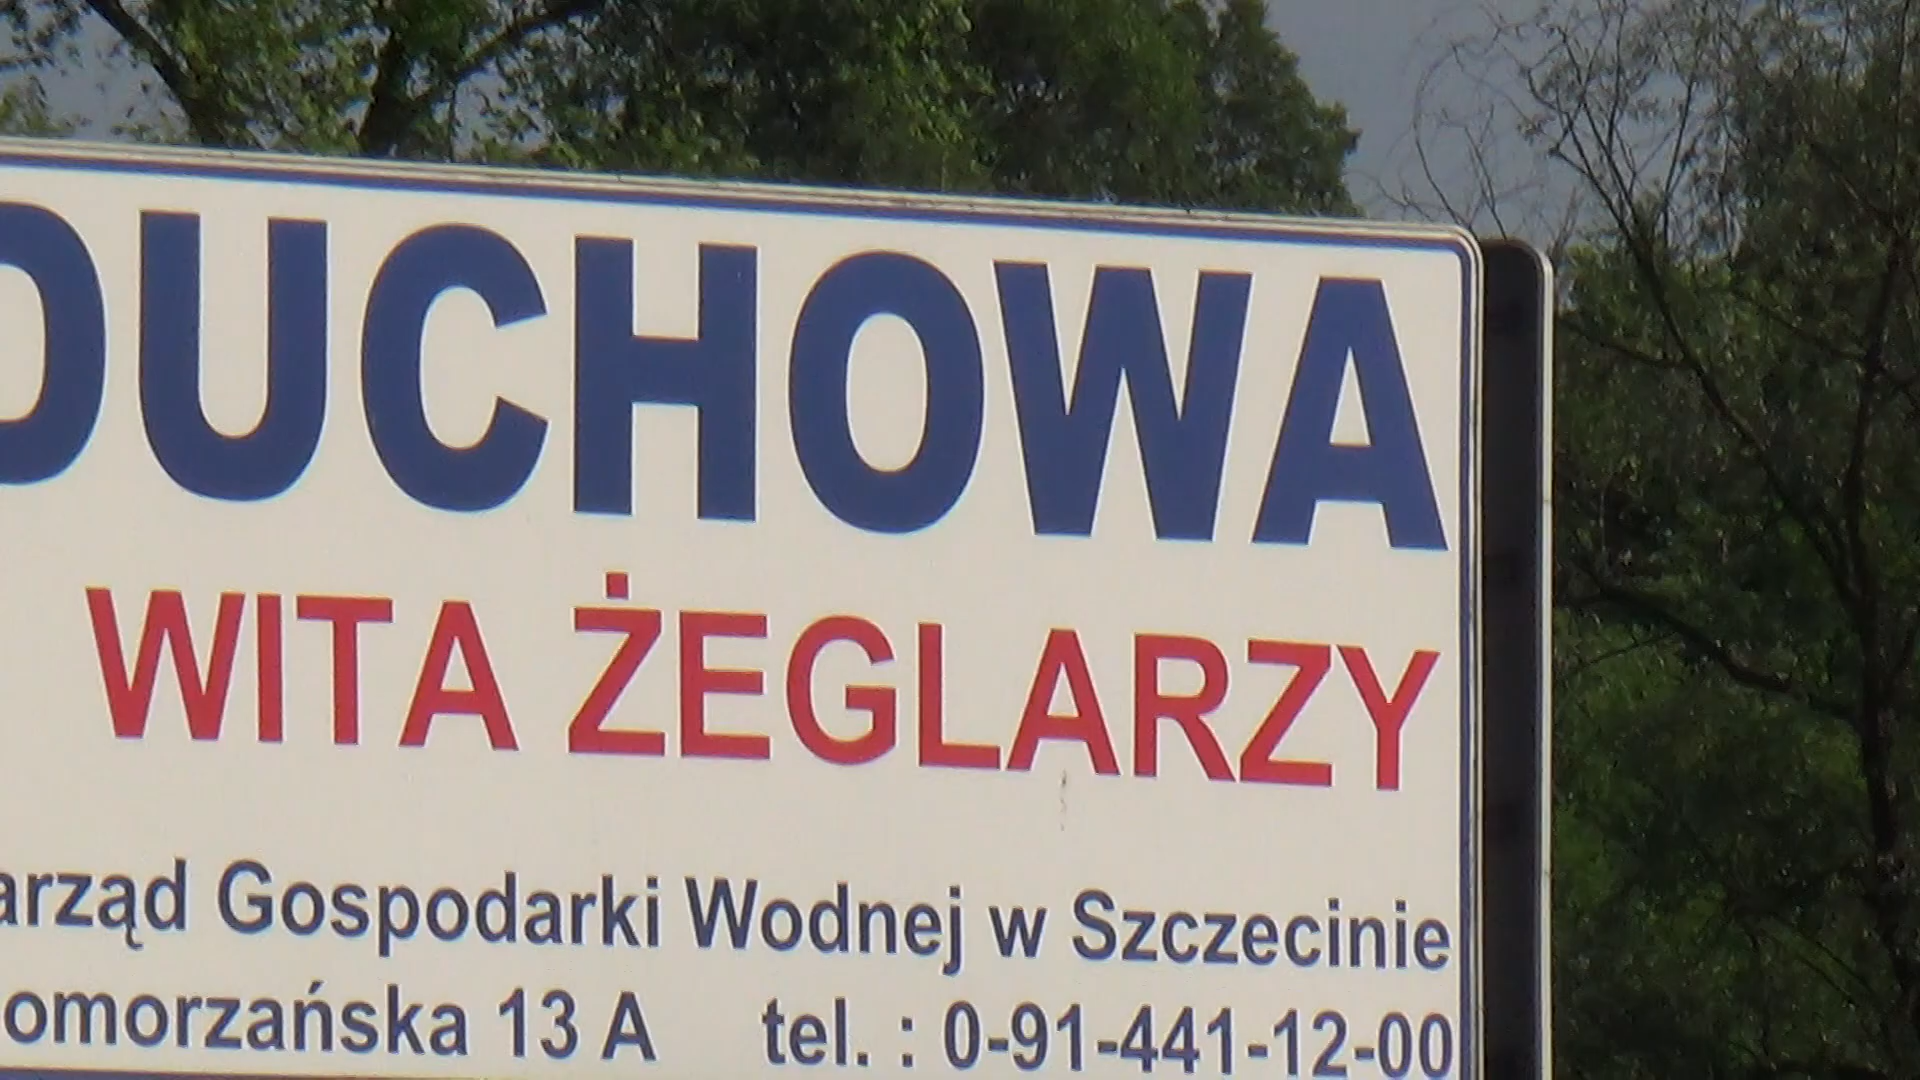 DUCHOWA
WITA ŻEGLARZY
arząd Gospodarki Wodnej w Szczecinie
omorzańska 13 A tel. : 0-91-441-12-00